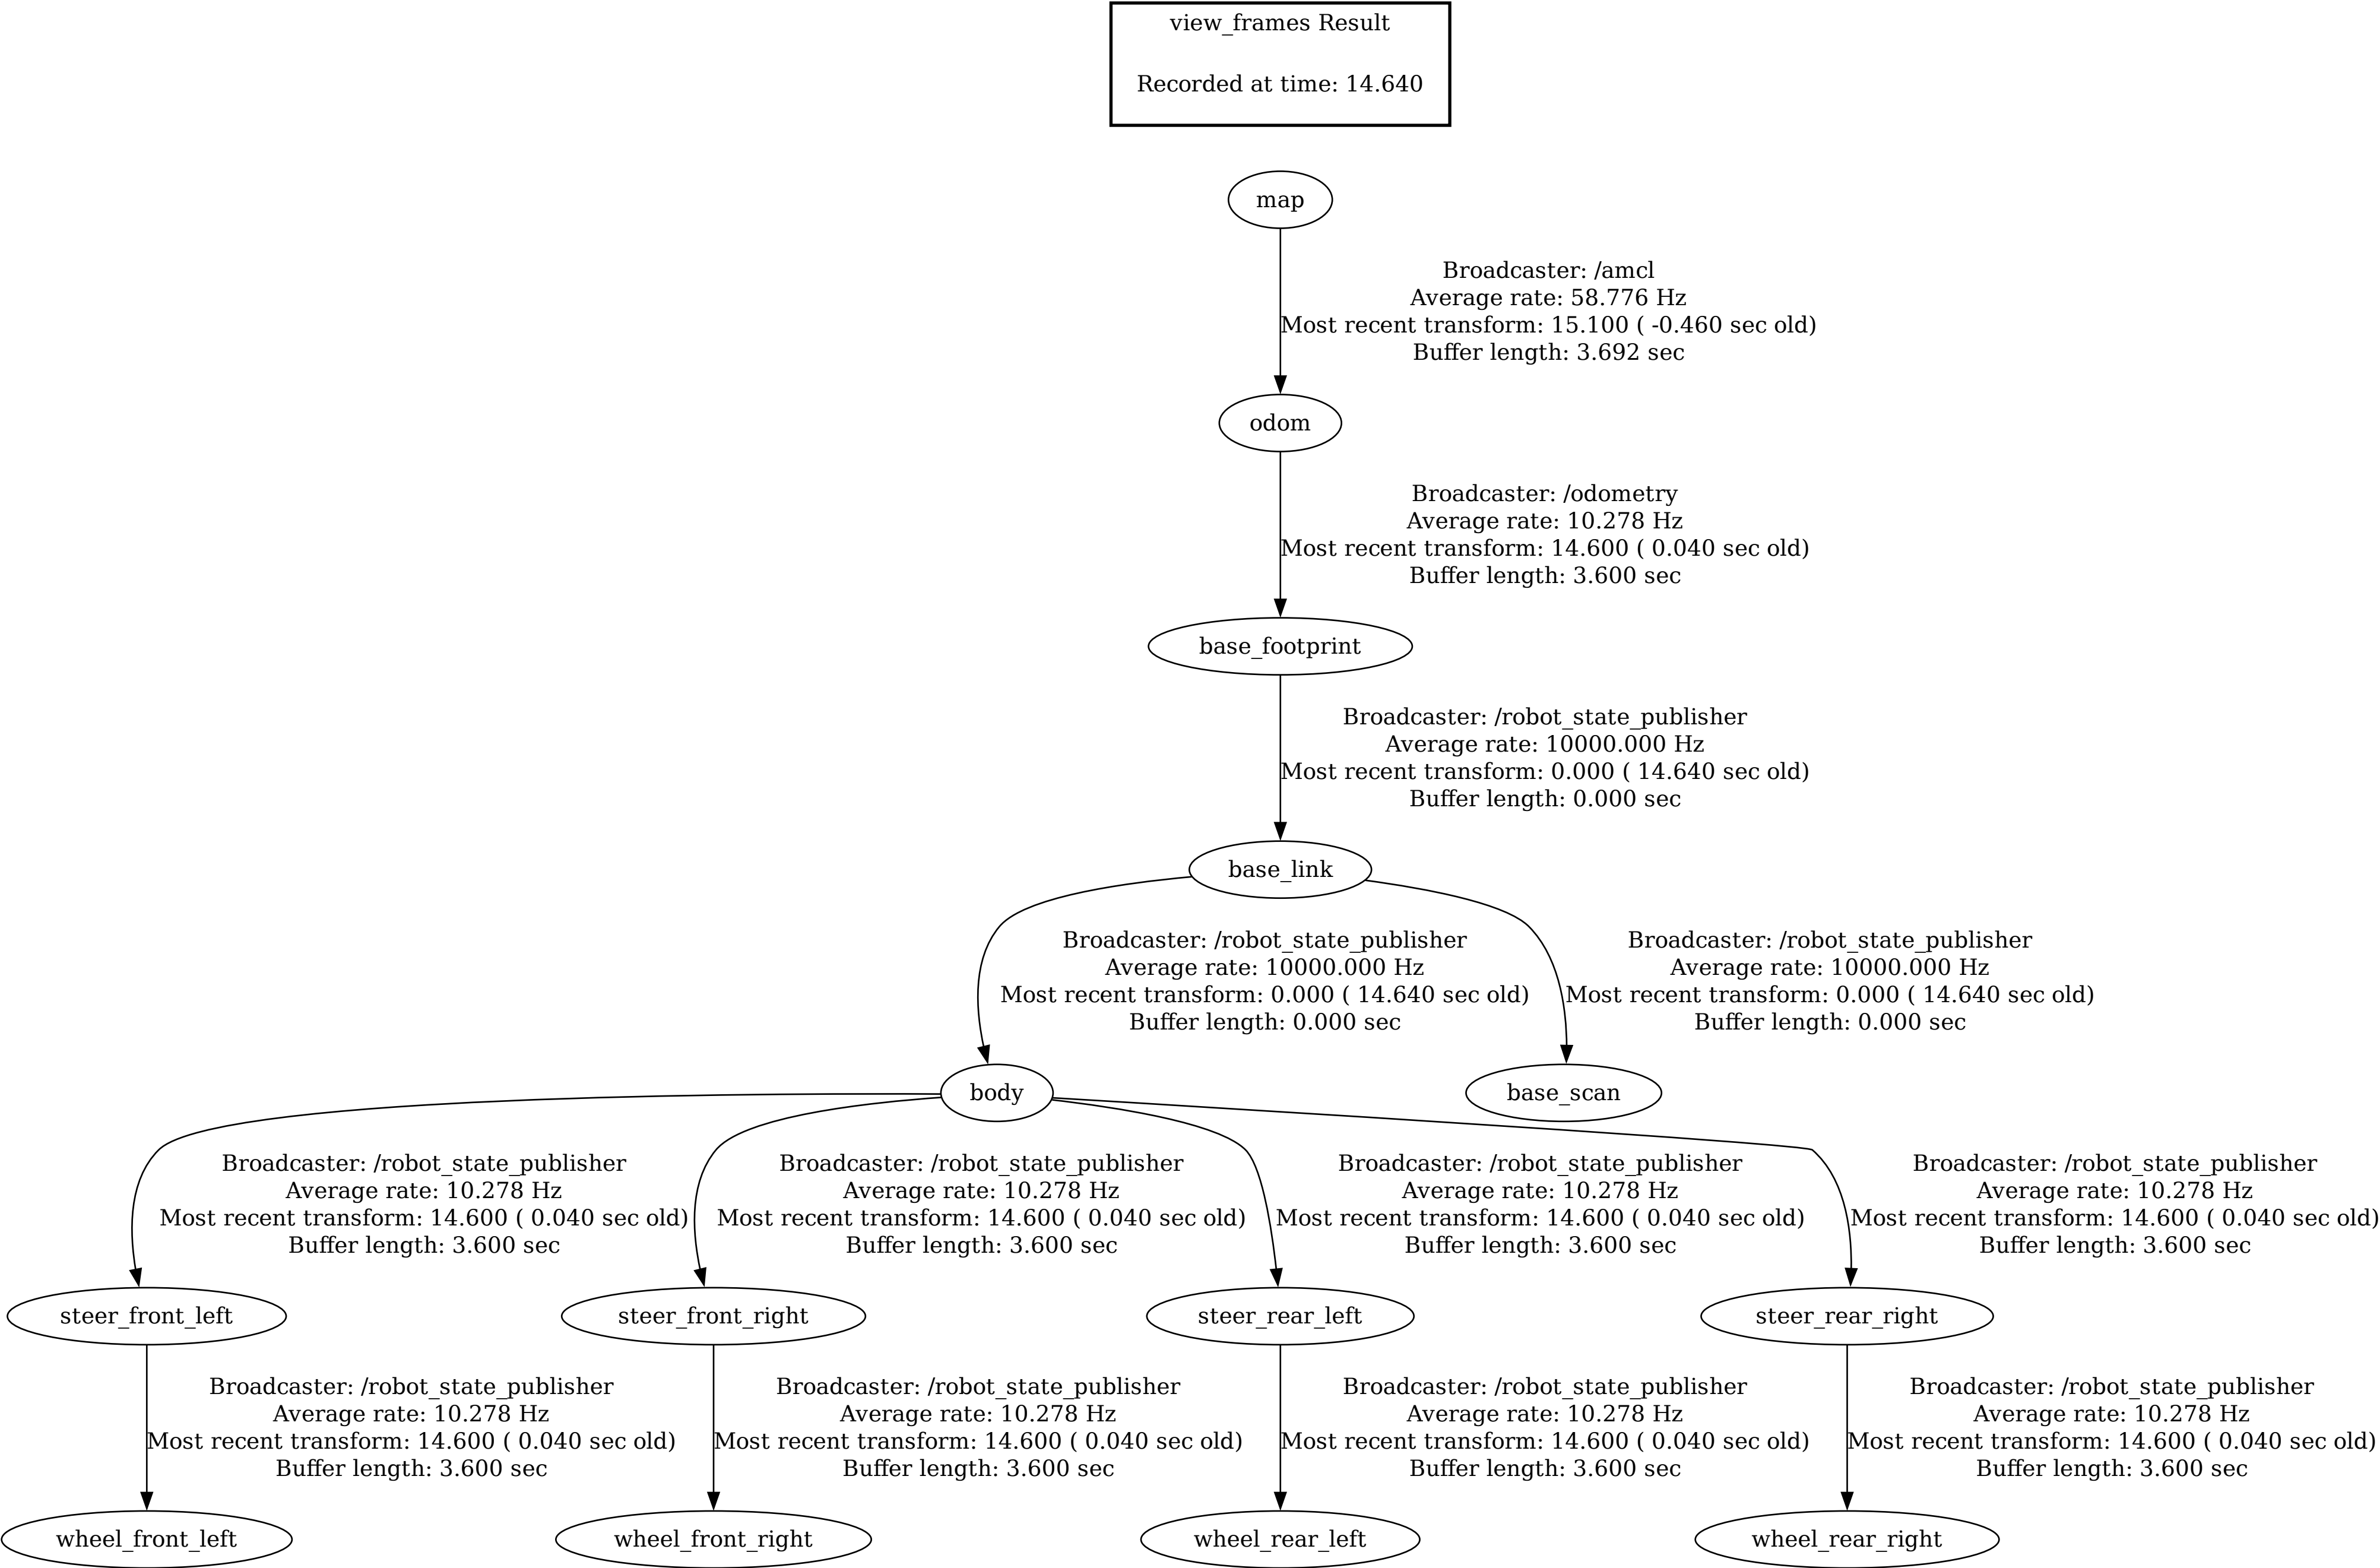 view_frames Result
Recorded at time: 14.640
map
Broadcaster: /amcl
Average rate: 58.776 Hz
Most recent transform: 15.100 ( -0.460 sec old)
Buffer length: 3.692 sec
odom
Broadcaster: /odometry
Average rate: 10.278 Hz
Most recent transform: 14.600 ( 0.040 sec old)
Buffer length: 3.600 sec
base_footprint
Broadcaster: /robot_state_publisher
Average rate: 10000.000 Hz
Most recent transform: 0.000 ( 14.640 sec old)
Buffer length: 0.000 sec
base_link
Broadcaster: /robot_state_publisher
Average rate: 10000.000 Hz
Most recent transform: 0.000 ( 14.640 sec old)
Buffer length: 0.000 sec
Broadcaster: /robot_state_publisher
Average rate: 10000.000 Hz
Most recent transform: 0.000 ( 14.640 sec old)
Buffer length: 0.000 sec
body
base_scan
Broadcaster: /robot_state_publisher
Average rate: 10.278 Hz
Most recent transform: 14.600 ( 0.040 sec old)
Buffer length: 3.600 sec
Broadcaster: /robot_state_publisher
Average rate: 10.278 Hz
Most recent transform: 14.600 ( 0.040 sec old)
Buffer length: 3.600 sec
Broadcaster: /robot_state_publisher
Average rate: 10.278 Hz
Most recent transform: 14.600 ( 0.040 sec old)
Buffer length: 3.600 sec
Broadcaster: /robot_state_publisher
Average rate: 10.278 Hz
Most recent transform: 14.600 ( 0.040 sec old)
Buffer length: 3.600 sec
steer_front_left
steer_front_right
steer_rear_left
steer_rear_right
Broadcaster: /robot_state_publisher
Average rate: 10.278 Hz
Most recent transform: 14.600 ( 0.040 sec old)
Buffer length: 3.600 sec
Broadcaster: /robot_state_publisher
Average rate: 10.278 Hz
Most recent transform: 14.600 ( 0.040 sec old)
Buffer length: 3.600 sec
Broadcaster: /robot_state_publisher
Average rate: 10.278 Hz
Most recent transform: 14.600 ( 0.040 sec old)
Buffer length: 3.600 sec
Broadcaster: /robot_state_publisher
Average rate: 10.278 Hz
Most recent transform: 14.600 ( 0.040 sec old)
Buffer length: 3.600 sec
wheel_front_left
wheel_front_right
wheel_rear_left
wheel_rear_right